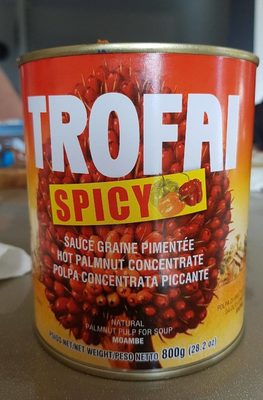 TROFAI
SPICY
SAUCE GRAINE PIMENTÉE
HOT PALMNUT CONCENTRATE
POLPA CONCENTRATA PICCANTE
NATURAL
PALMNUT PULP FOR SOUP
MOAMBE
POIDS NET/NET WEIGHT/PESO NETTO 800g (28.2 oz)